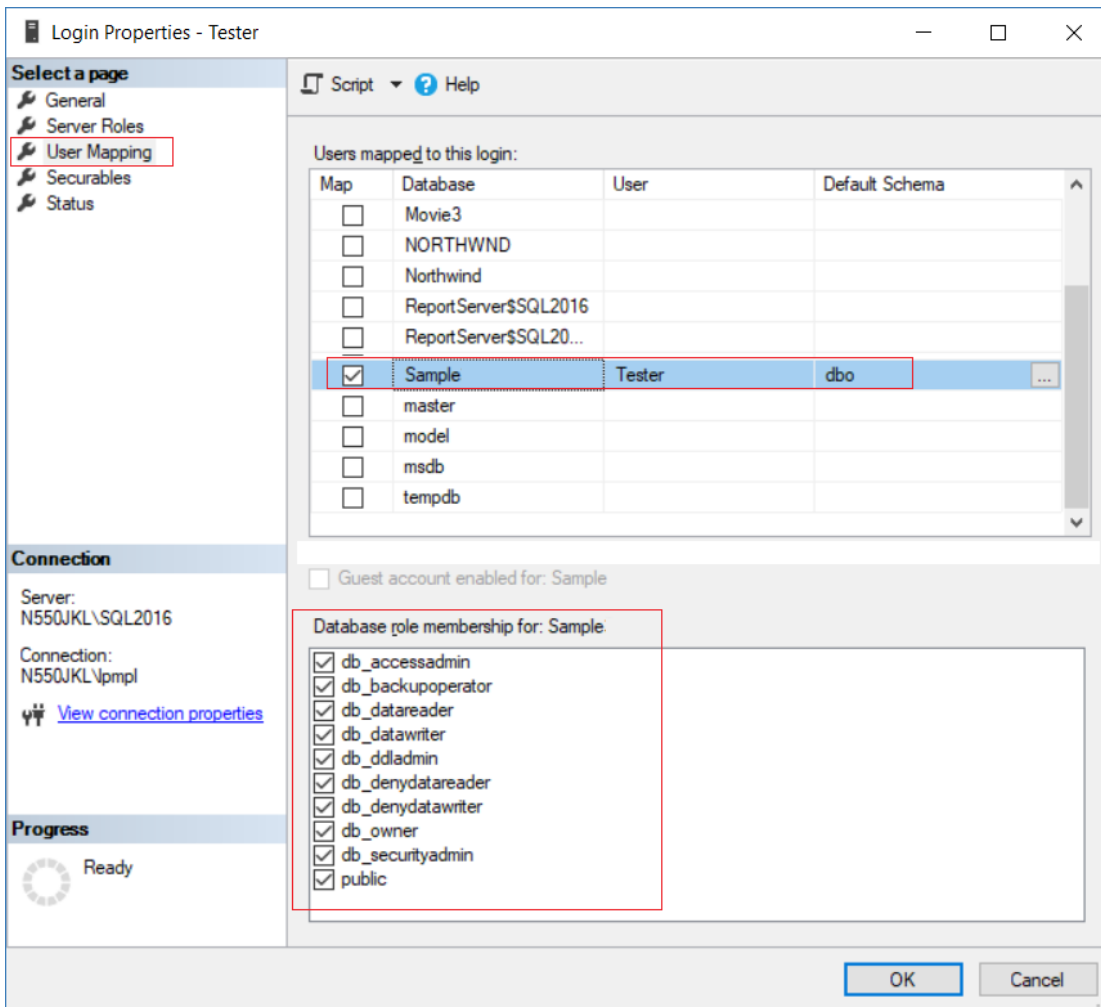 Login Properties - Tester
Select a page
General
Server Roles
User Mapping
Securables
Status
Script
Help
Users mapped to this login:
Map Database User Default Schema
Movie3
NORTHWND
Northwind
ReportServer$SQL2016
ReportServer$SQL20...
Sample Tester dbo ...
master
model
msdb
tempdb
Guest account enabled for: Sample
Database role membership for: Sample
db_accessadmin
db_backupoperator
db_datareader
db_datawriter
db_ddladmin
db_denydatareader
db_denydatawriter
db_owner
db_securityadmin
public
Connection
Server:
N550JKL\SQL2016
Connection:
N550JKL\lpmpl
View connection properties
Progress
Ready
OK
Cancel